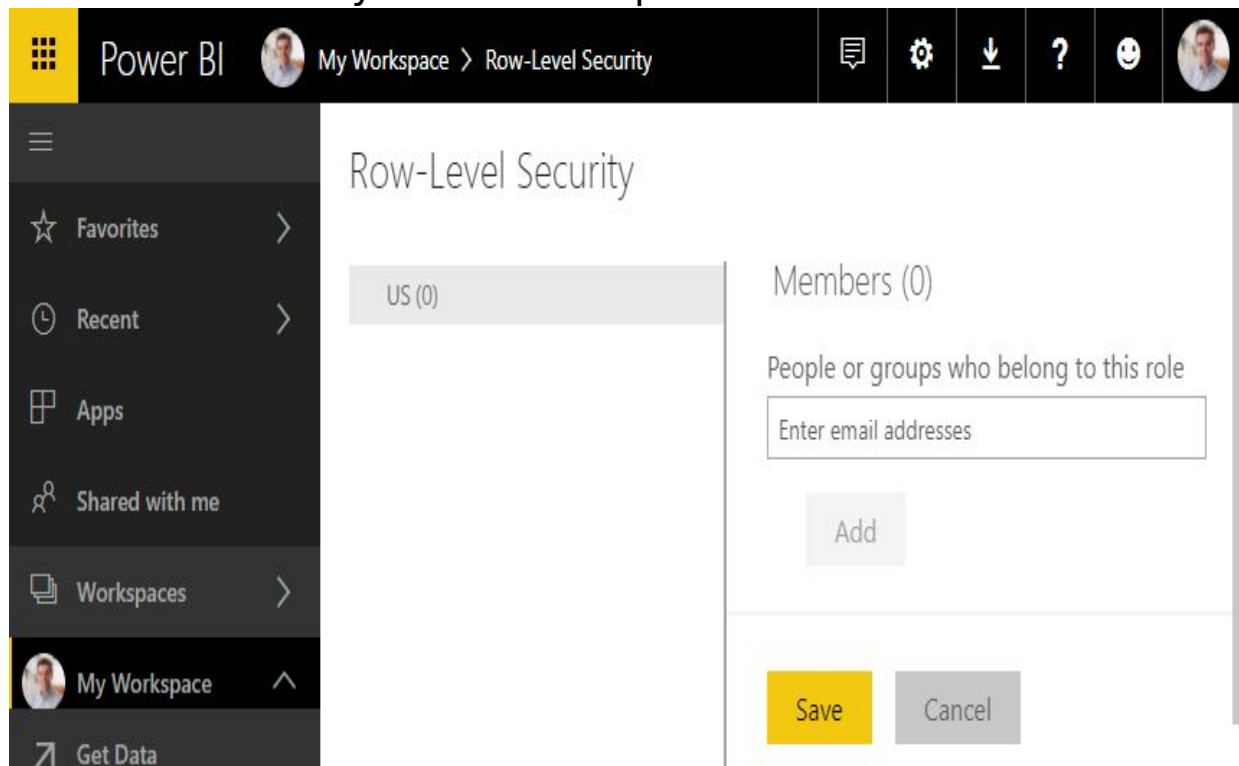 Power BI
My Workspace > Row-Level Security
?
Favorites
Recent
Apps
Shared with me
Workspaces
My Workspace
Get Data
Row-Level Security
US (0)
Members (0)
People or groups who belong to this role
Enter email addresses
Add
Save
Cancel